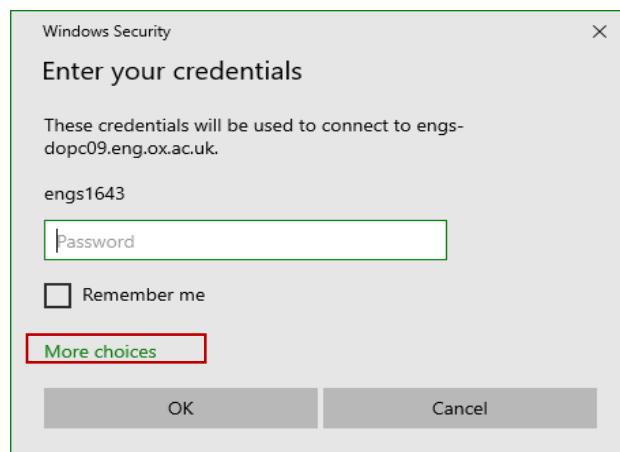 Windows Security
Enter your credentials
These credentials will be used to connect to engs-
dopc09.eng.ox.ac.uk.
engs1643
Password
Remember me
More choices
OK Cancel